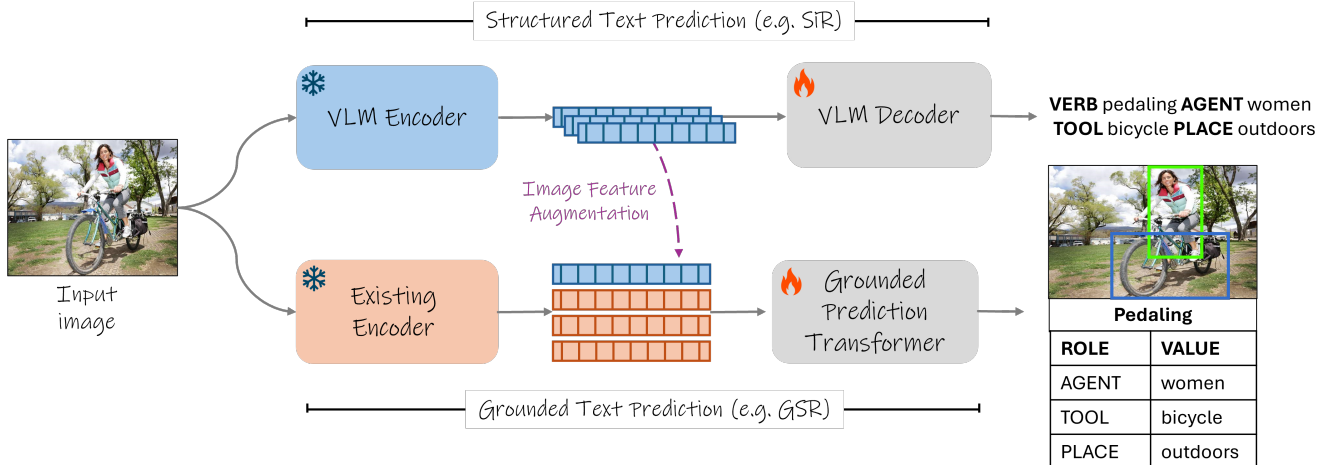 Structured Text Prediction (e.g. SiR)
VLM Encoder
VLM Decoder
VERB pedaling AGENT women
TOOL bicycle PLACE outdoors
Image Feature
Augmentation
Input
image
Existing
Encoder
Grounded
Prediction
Transformer
Pedaling
ROLE VALUE
AGENT women
TOOL bicycle
PLACE outdoors
Grounded Text Prediction (e.g. GSR)